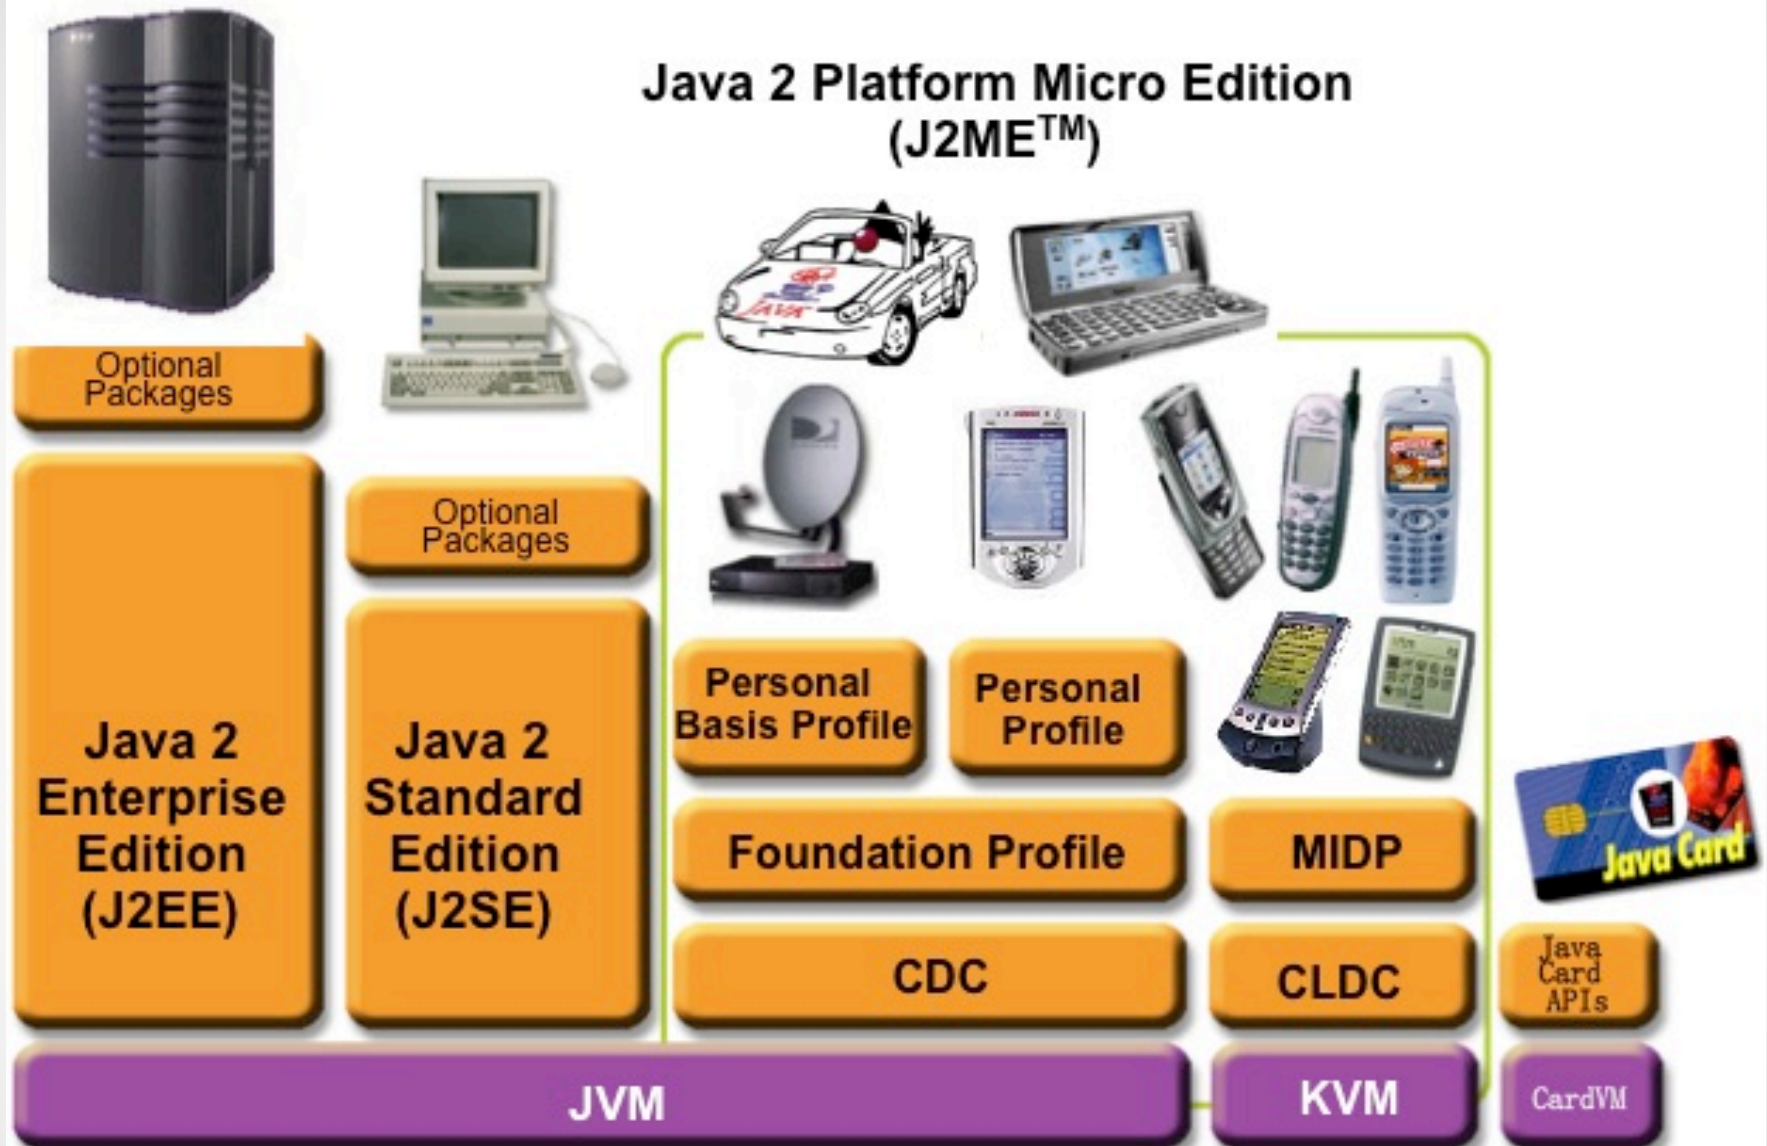 Java 2 Platform Micro Edition
(J2ME™)
Optional
Packages
Java 2
Enterprise
Edition
(J2EE)
Optional
Packages
Java 2
Standard
Edition
(J2SE)
JAVA
Personal
Basis Profile
Personal
Profile
Foundation Profile
MIDP
CDC
CLDC
Java Card
Java
Card
APIs
JVM
KVM
CardVM